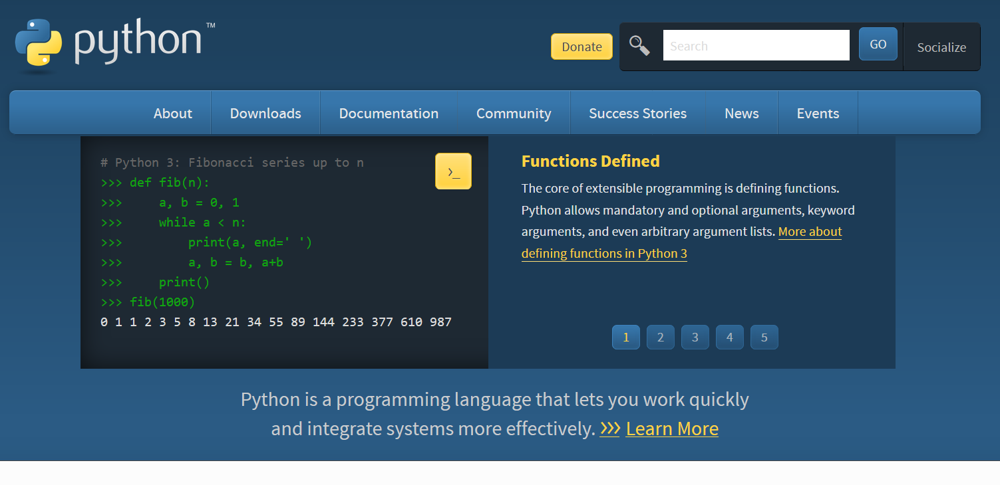 python™
Donate
Search
GO
Socialize
About Downloads Documentation Community Success Stories News Events
# Python 3: Fibonacci series up to n
>>> def fib(n):
>>>     a, b = 0, 1
>>>     while a < n:
>>>         print(a, end=' ')
>>>         a, b = b, a+b
>>>     print()
>>> fib(1000)
0 1 1 2 3 5 8 13 21 34 55 89 144 233 377 610 987
>_
Functions Defined
The core of extensible programming is defining functions.
Python allows mandatory and optional arguments, keyword
arguments, and even arbitrary argument lists. More about
defining functions in Python 3
1 2 3 4 5
Python is a programming language that lets you work quickly
and integrate systems more effectively. >>> Learn More